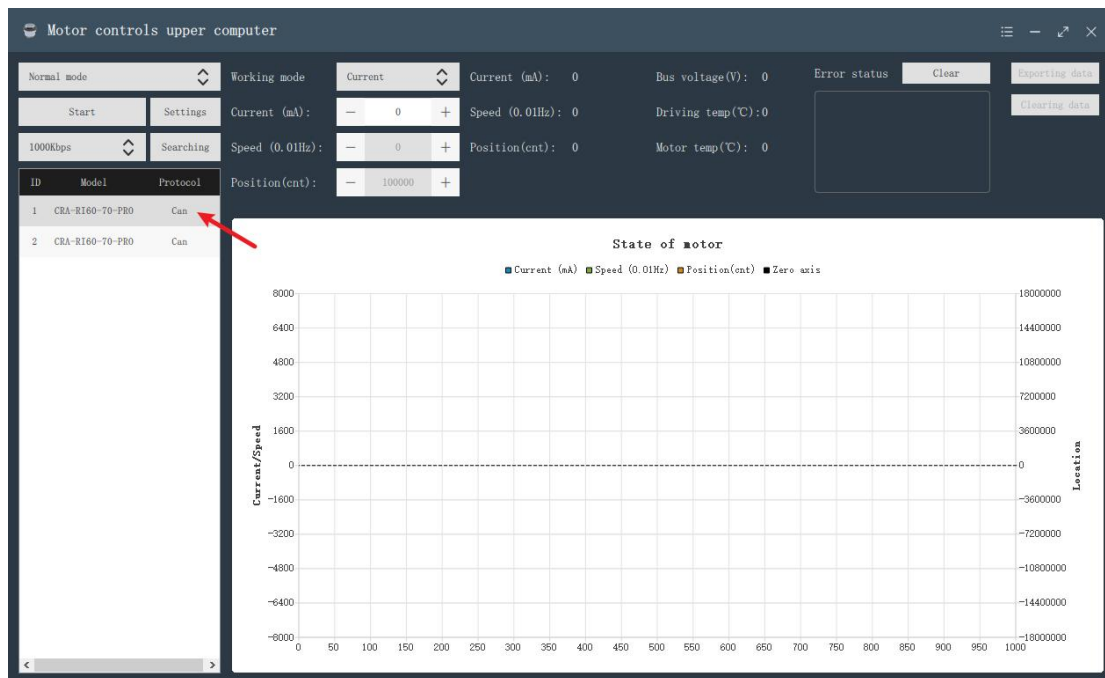 Motor controls upper computer
Normal mode
Working mode
Current
Current (mA): 0
Bus voltage(V): 0
Error status
Clear
Exporting data
Start
Settings
Current (mA):
— 0 +
Speed (0.01Hz): 0
Driving temp(℃):0
Clearing data
1000Kbps
Searching
Speed (0.01Hz):
— 0 +
Position(cnt): 0
Motor temp(℃): 0
Position(cnt):
— 100000 +
ID Model Protocol
1 CRA-RI60-70-PRO Can
2 CRA-RI60-70-PRO Can
State of motor
Current (mA) Speed (0.01Hz) Position(cnt) Zero axis
8000 18000000
6400 14400000
4800 10800000
3200 7200000
1600 3600000
0 0
-1600 -3600000
-3200 -7200000
-4800 -10800000
-6400 -14400000
-8000 -18000000
Current/Speed
Location
0 50 100 150 200 250 300 350 400 450 500 550 600 650 700 750 800 850 900 950 1000